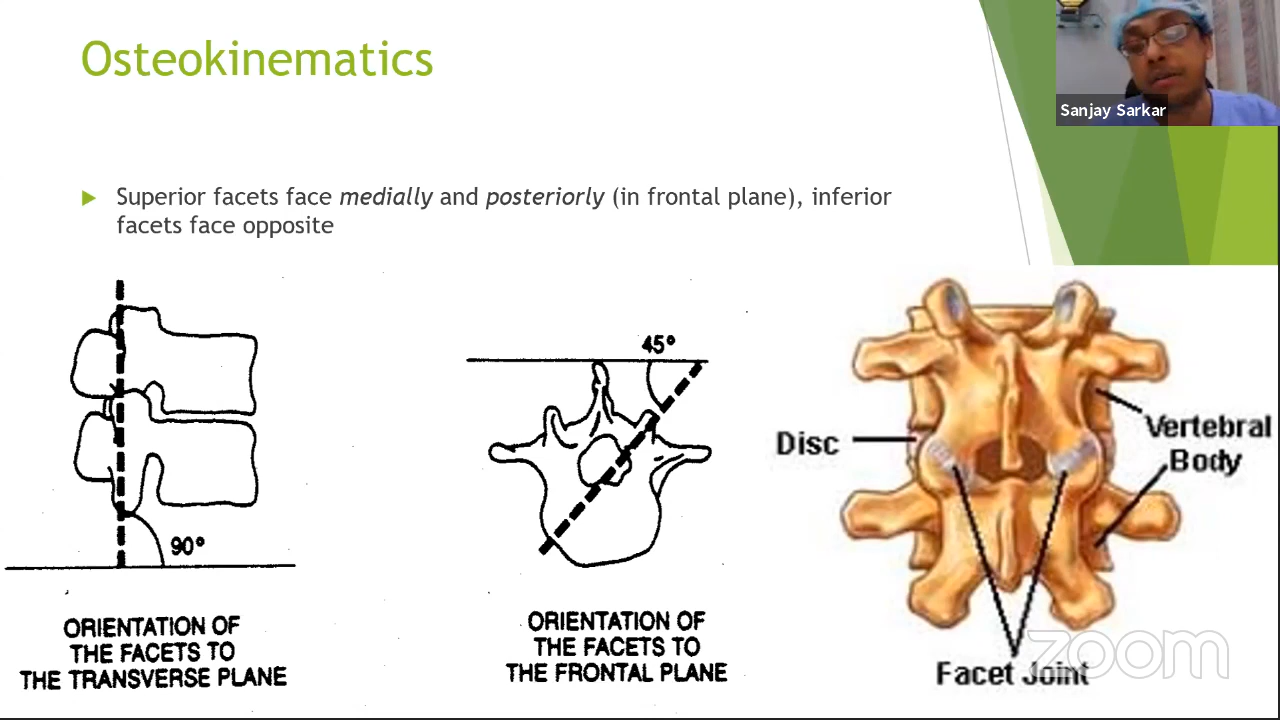 Osteokinematics
Sanjay Sarkar
Superior facets face medially and posteriorly (in frontal plane), inferior
facets face opposite
90°
ORIENTATION OF
THE FACETS TO
THE TRANSVERSE PLANE
45°
ORIENTATION OF
THE FACETS TO
THE FRONTAL PLANE
Disc
Vertebral
Body
Facet Joint
zoom